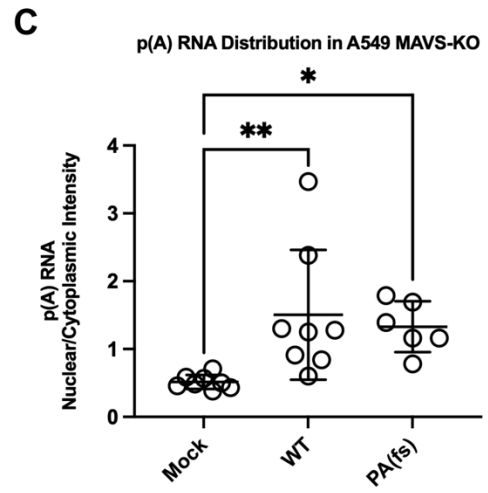 C
p(A) RNA Distribution in A549 MAVS-KO
*
**
p(A) RNA
Nuclear/Cytoplasmic Intensity
4
3
2
1
0
Mock
WT
PA(fs)